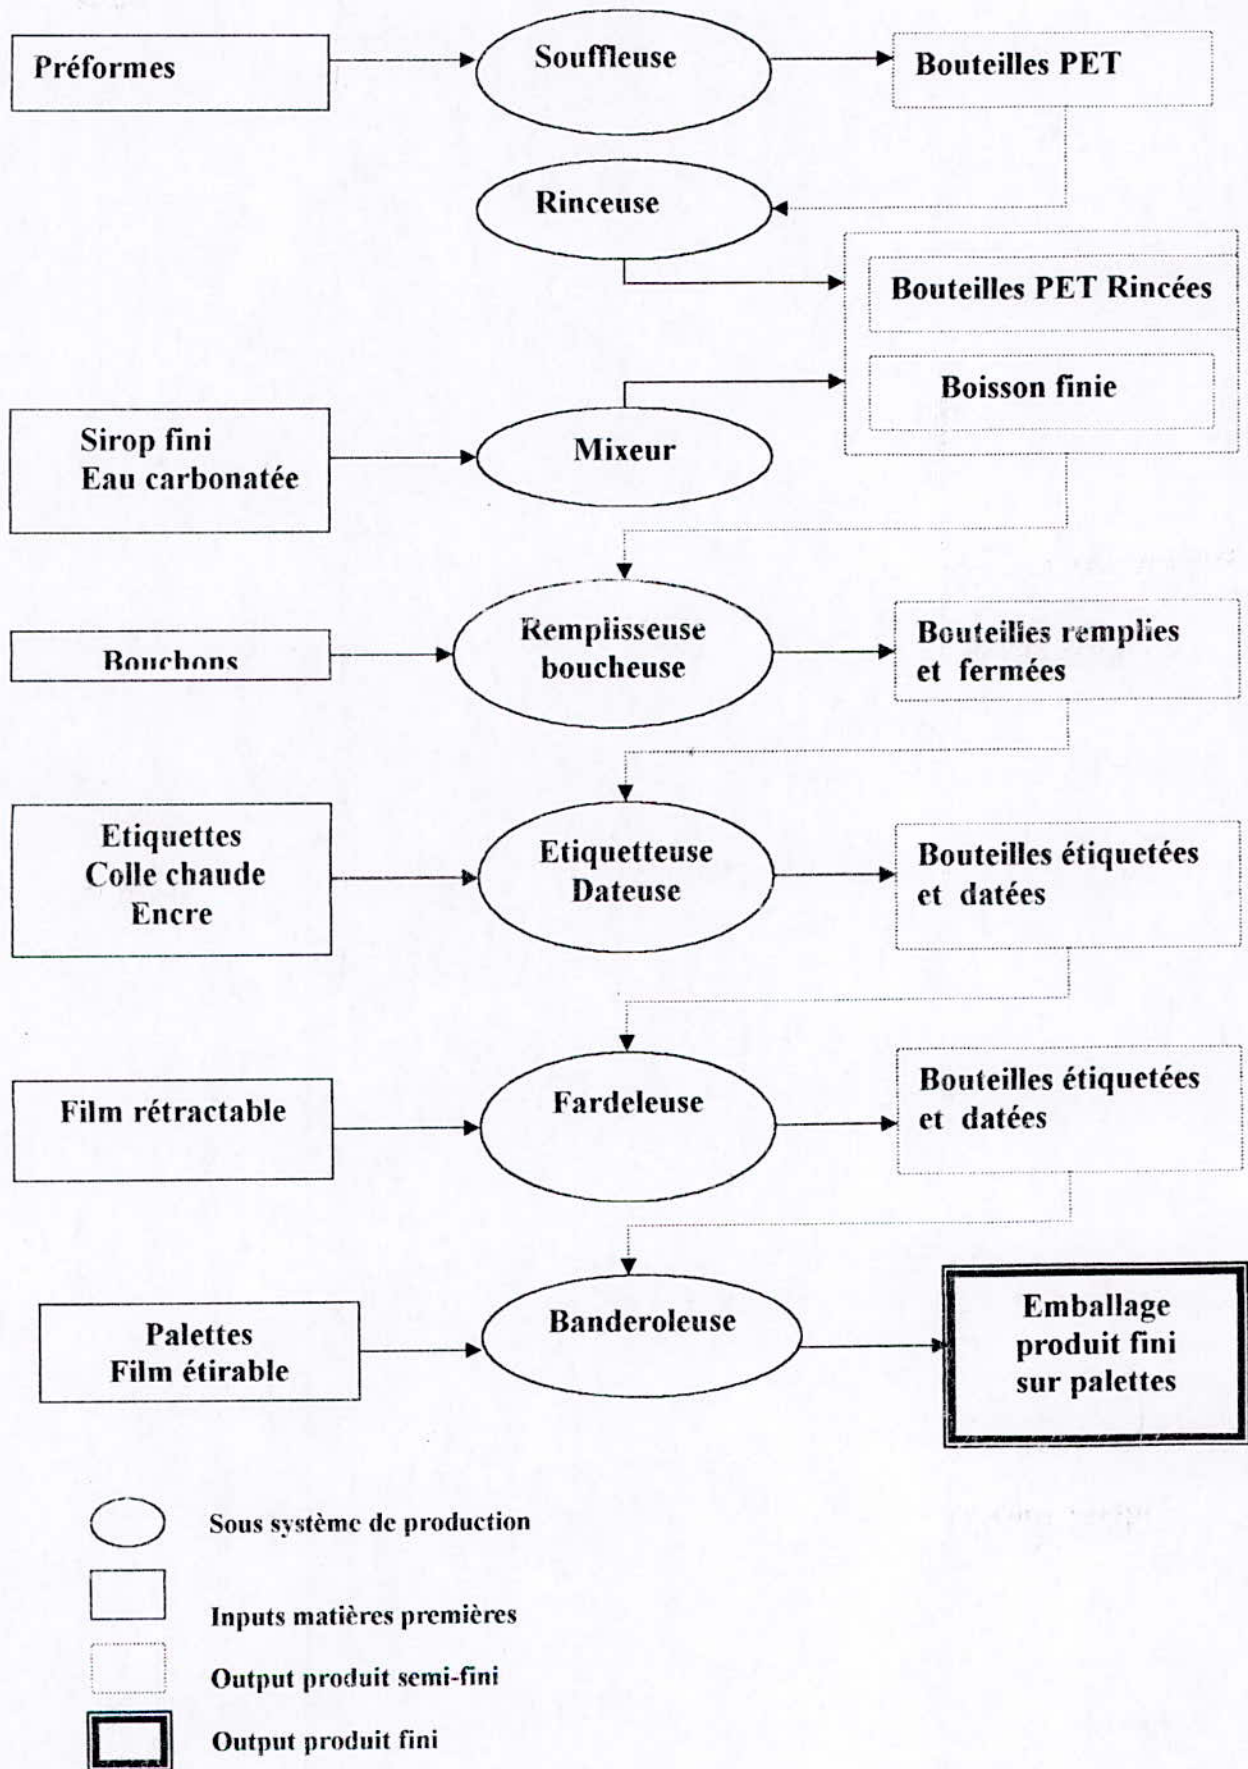 Préformes
Souffleuse
Bouteilles PET
Rinceuse
Bouteilles PET Rincées
Boisson finie
Sirop fini
Eau carbonatée
Mixeur
Bouchons
Remplisseuse
boucheuse
Bouteilles remplies
et fermées
Etiquettes
Colle chaude
Encre
Etiquetteuse
Dateuse
Bouteilles étiquetées
et datées
Film rétractable
Fardeleuse
Bouteilles étiquetées
et datées
Palettes
Film étirable
Banderoleuse
Emballage
produit fini
sur palettes
Sous système de production
Inputs matières premières
Output produit semi-fini
Output produit fini